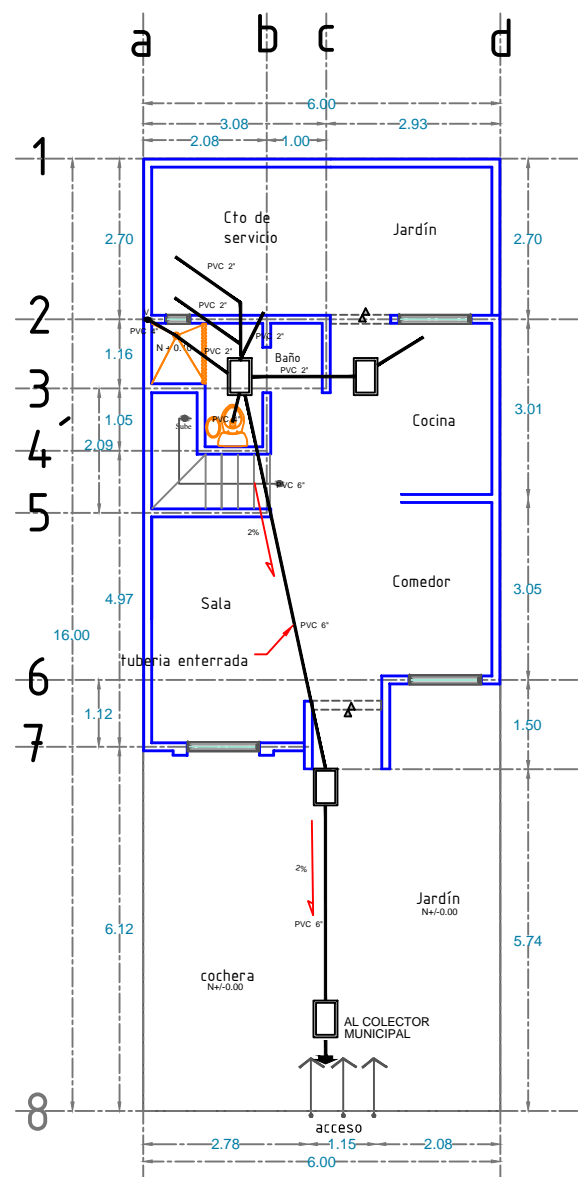 a
b
c
d
6.00
3.08
2.93
2.08
1.00
1
2.70
Cto de
servicio
Jardín
2.70
PVC 2"
PVC 2"
2
PVC 2"
1.16
N + 0.10
PVC 2"
Baño
PVC 2"
3
1.05
PVC 4"
Cocina
3.01
Sube
4´
2.09
PVC 6"
5
2%
Comedor
3.05
4.97
Sala
PVC 6"
16.00
tuberia enterrada
6
1.12
1.50
7
2%
Jardín
N+/-0.00
PVC 6"
6.12
5.74
cochera
N+/-0.00
AL COLECTOR
MUNICIPAL
8
acceso
2.78
1.15
2.08
6.00